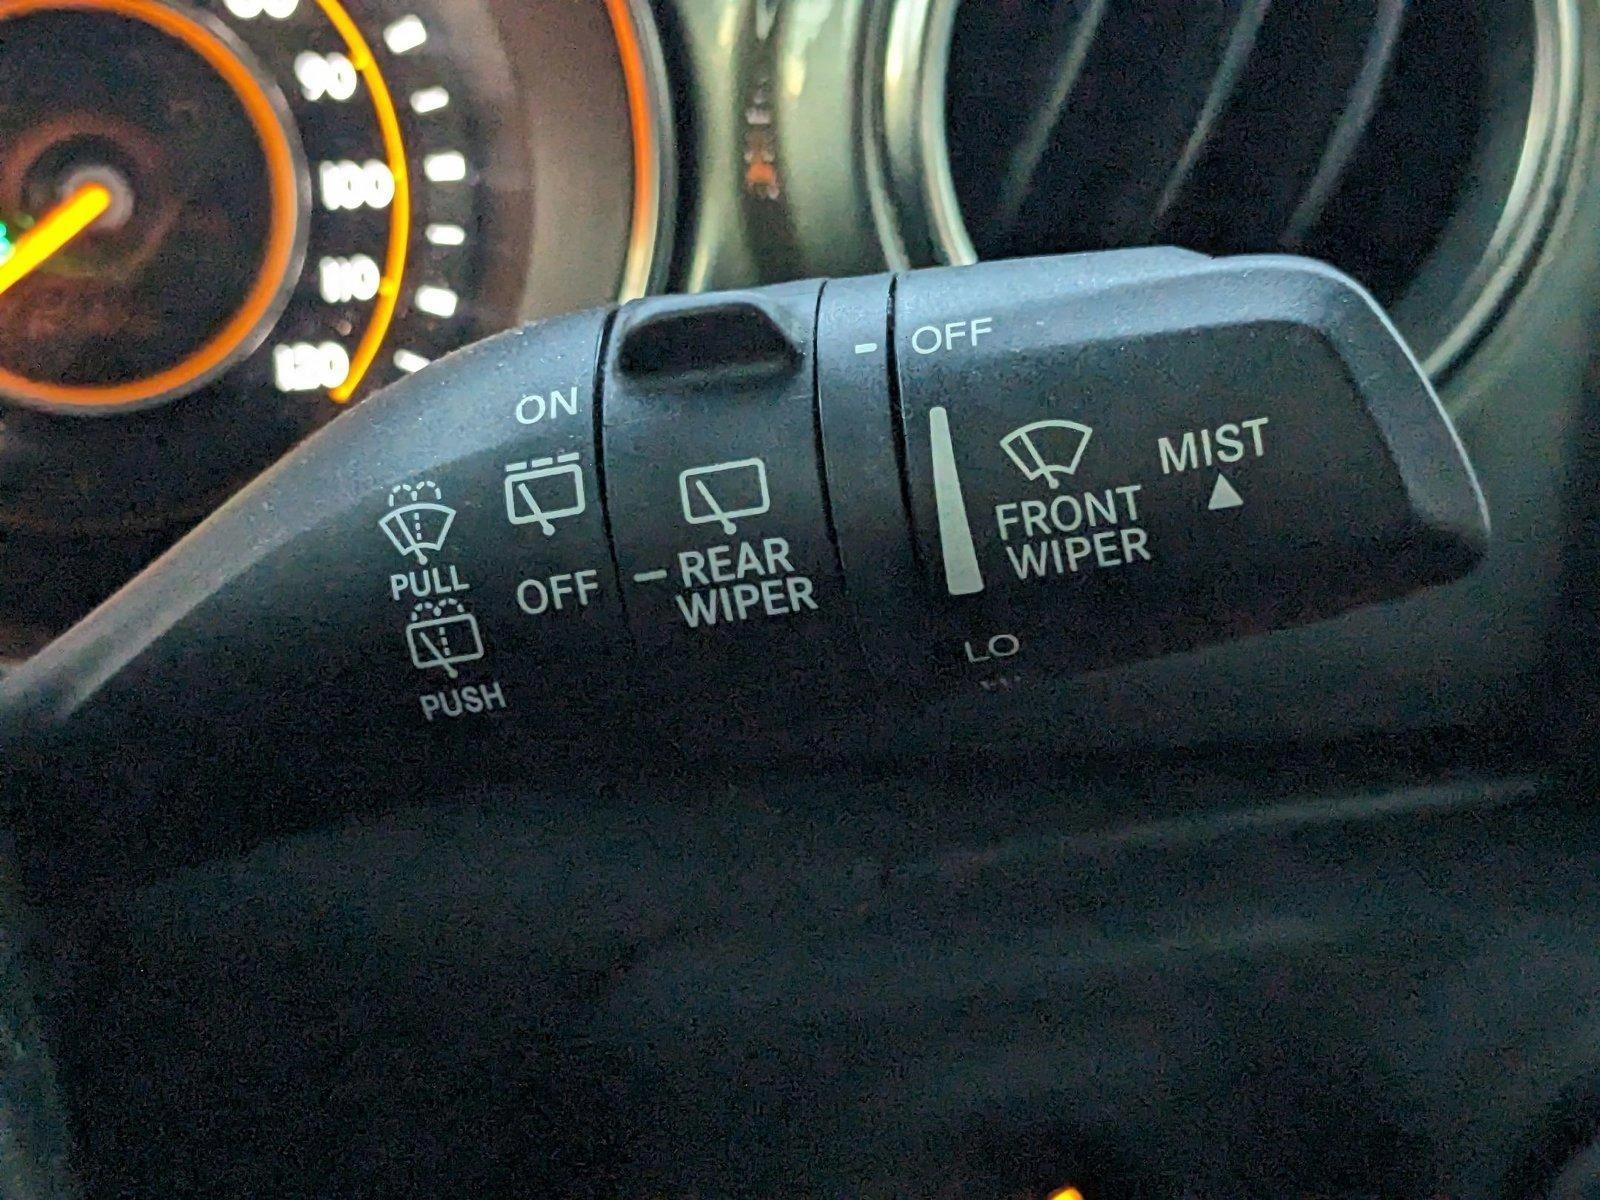 90
100
110
120
ON
OFF
PULL
PUSH
REAR
WIPER
OFF
FRONT
WIPER
MIST
LO